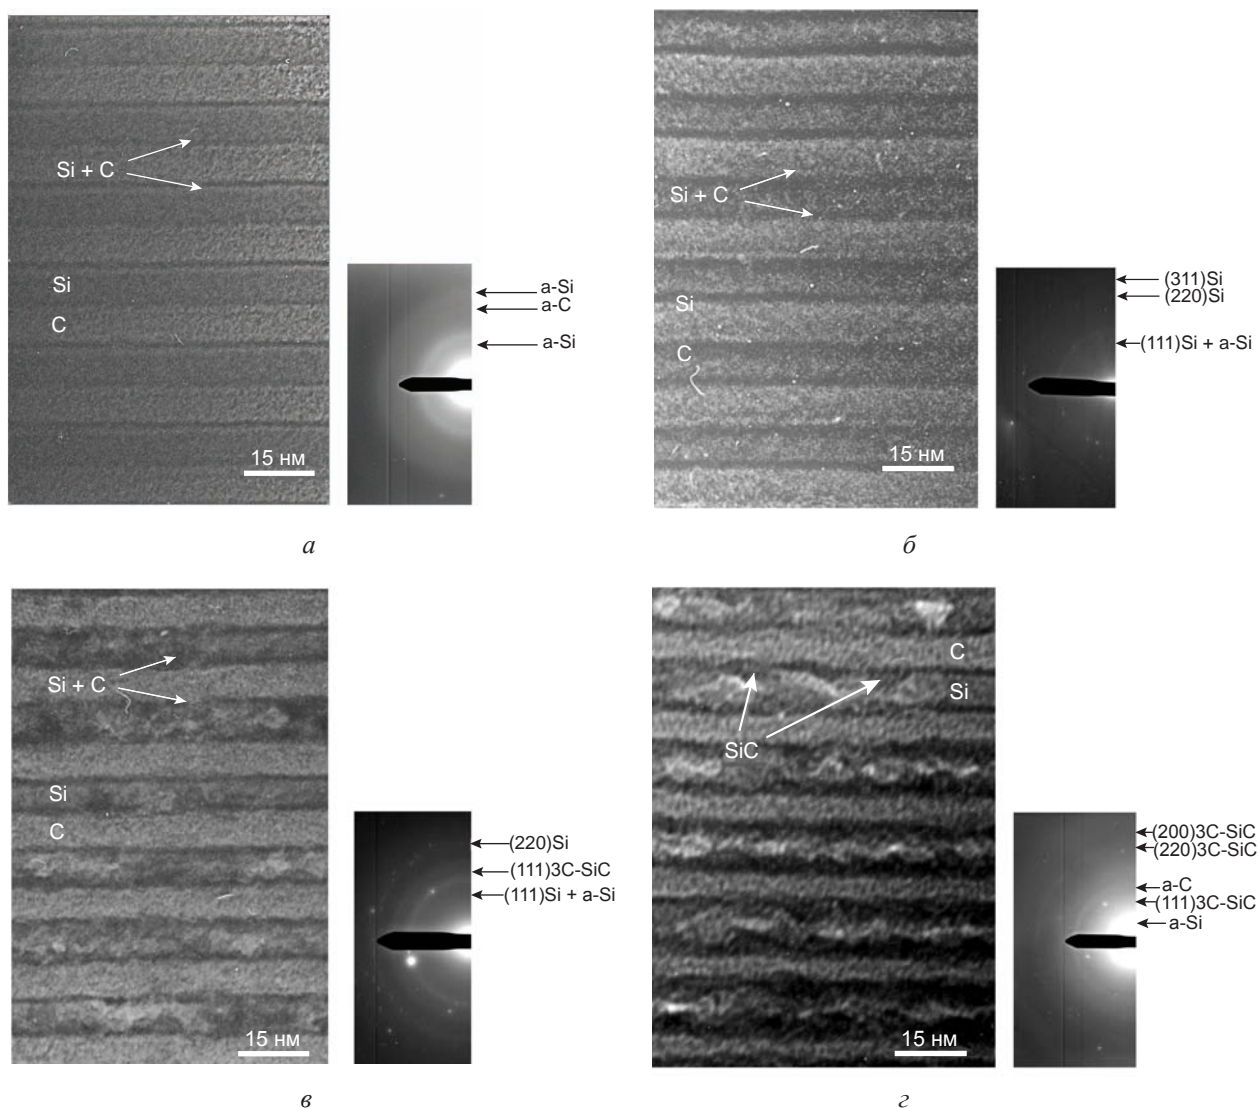 Si + C
Si
C
15 нм
a-Si
a-C
a-Si
а
Si + C
Si
C
15 нм
(311)Si
(220)Si
(111)Si + a-Si
б
Si + C
Si
C
15 нм
(220)Si
(111)3C-SiC
(111)Si + a-Si
в
C
Si
SiC
15 нм
(200)3C-SiC
(220)3C-SiC
a-C
(111)3C-SiC
a-Si
г